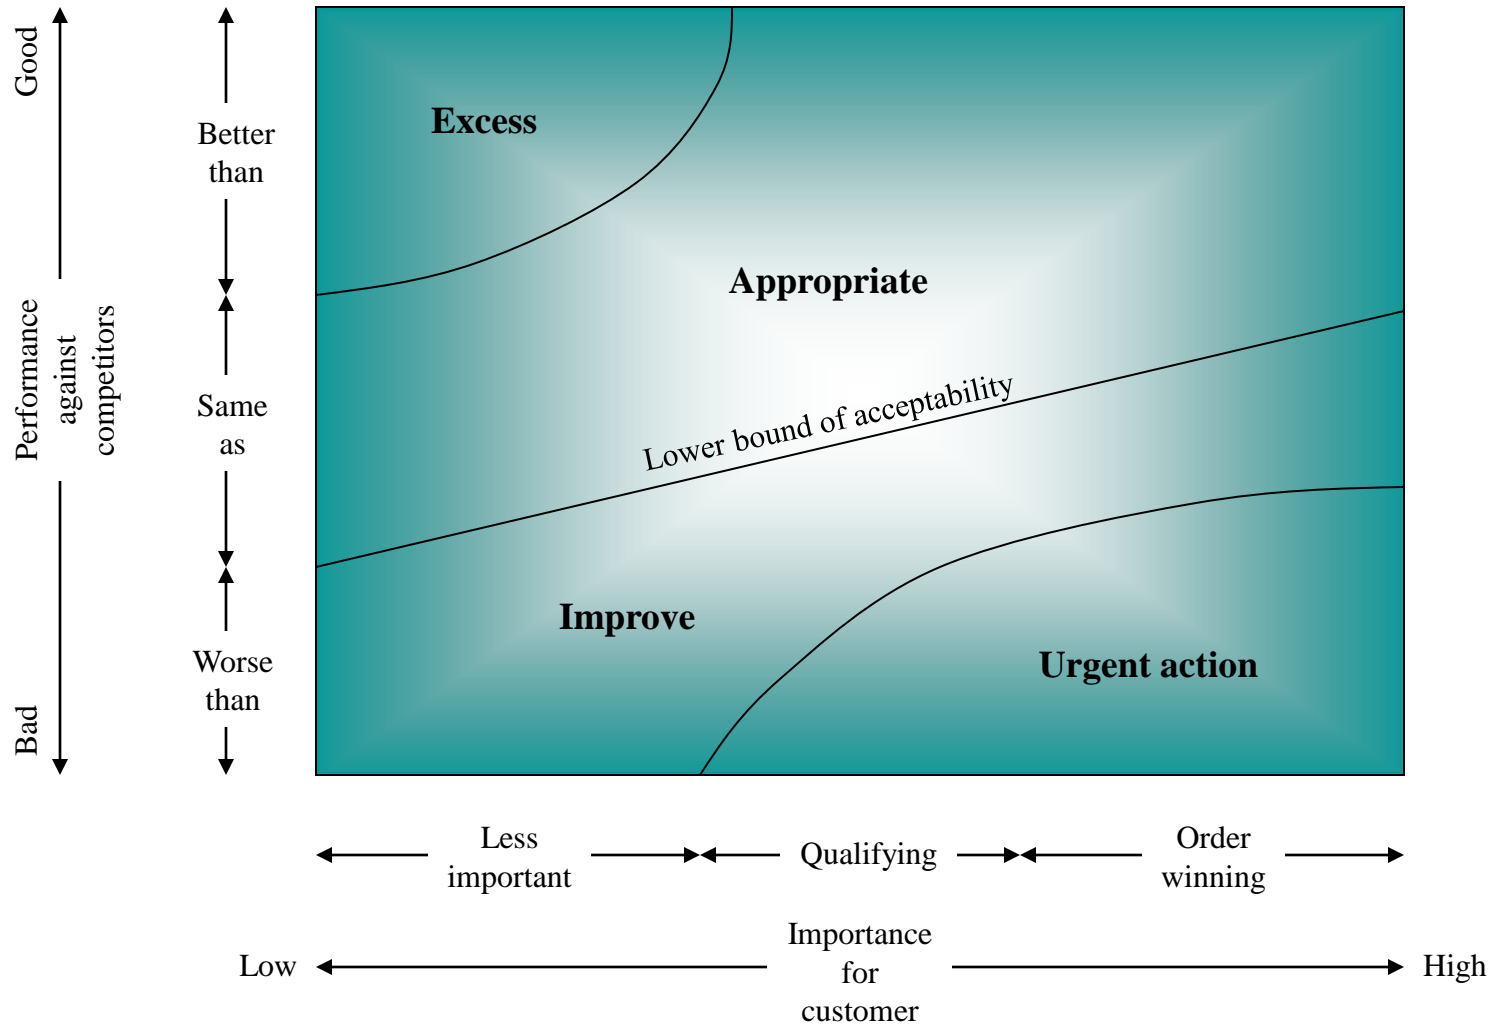 Good
Performance
against
competitors
Bad
Better
than
Same
as
Worse
than
Excess
Appropriate
Lower bound of acceptability
Improve
Urgent action
Less
important
Qualifying
Order
winning
Low
Importance
for
customer
High